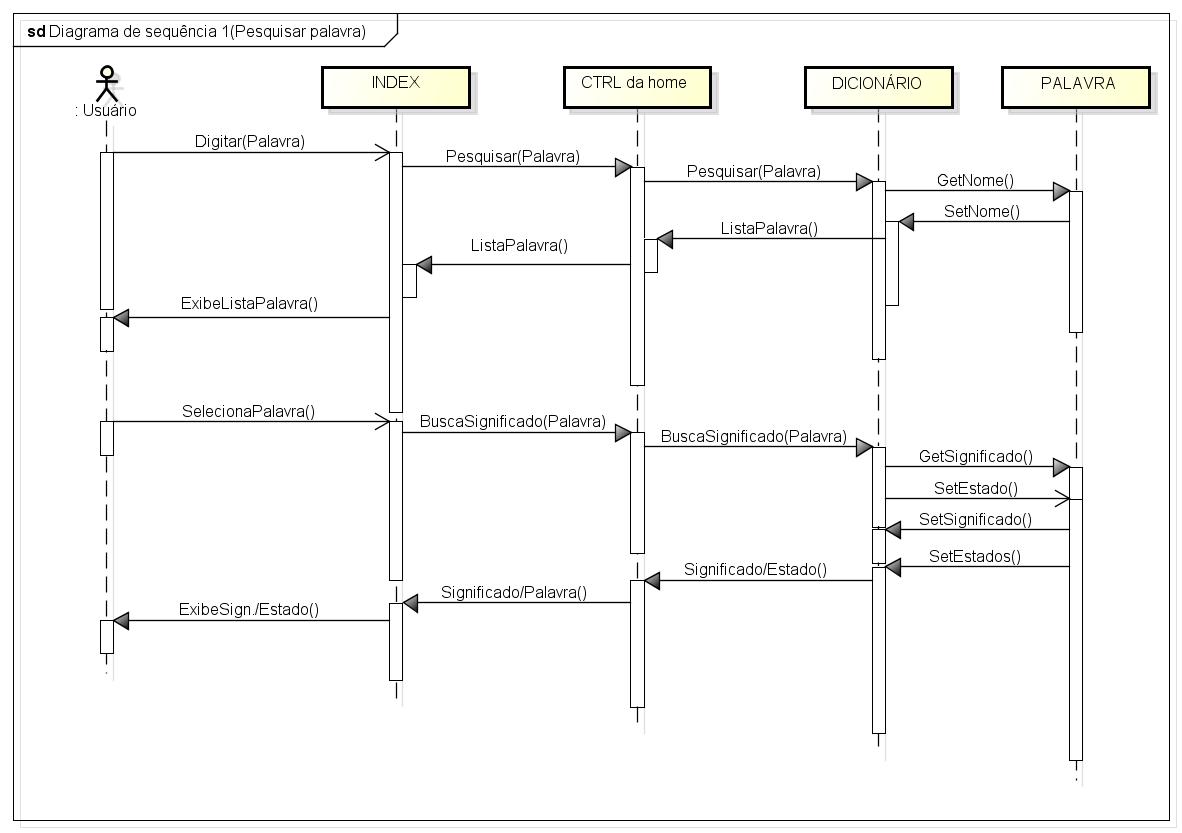 sd Diagrama de sequência 1(Pesquisar palavra)
: Usuário
INDEX
CTRL da home
DICIONÁRIO
PALAVRA
Digitar(Palavra)
Pesquisar(Palavra)
Pesquisar(Palavra)
GetNome()
SetNome()
ListaPalavra()
ListaPalavra()
ExibeListaPalavra()
SelecionaPalavra()
BuscaSignificado(Palavra)
BuscaSignificado(Palavra)
GetSignificado()
SetEstado()
SetSignificado()
SetEstados()
Significado/Estado()
Significado/Palavra()
ExibeSign./Estado()